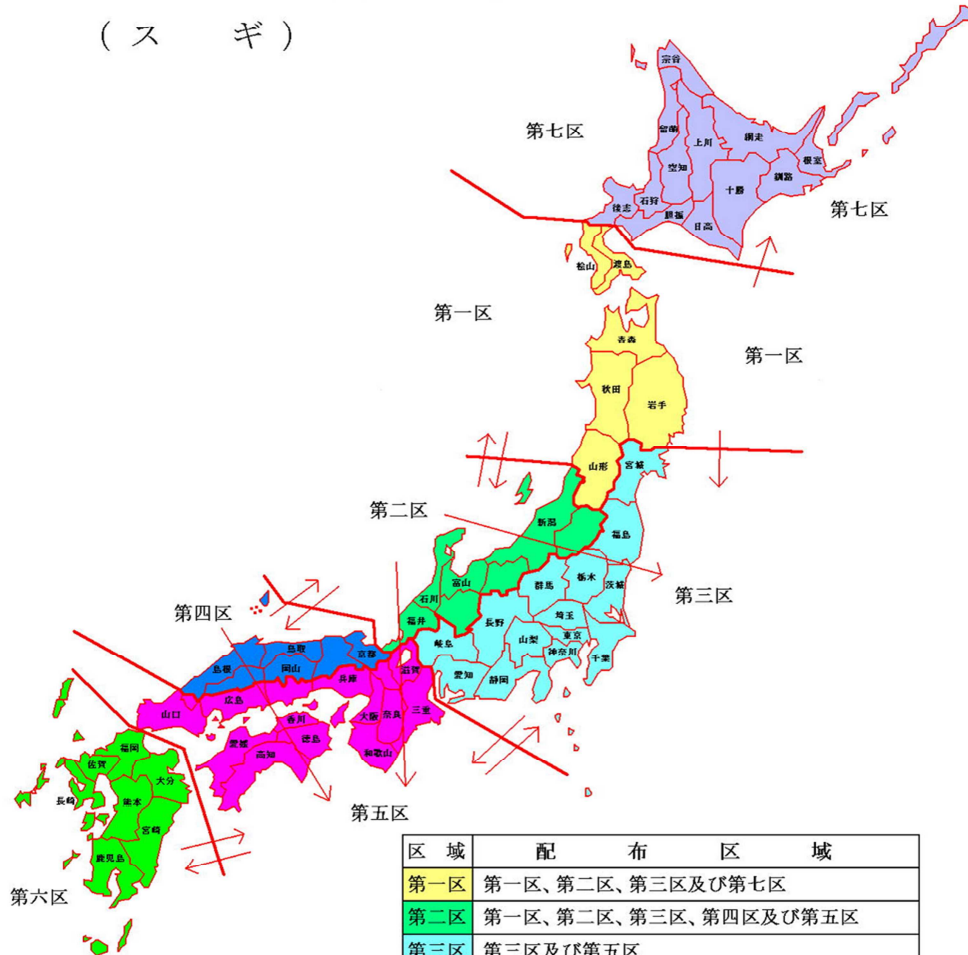 (スギ)
宗谷
第七区
留萌
上川
網走
空知
根室
釧路
十勝
石狩
後志
胆振
日高
第七区
桧山
渡島
第一区
青森
第一区
秋田
岩手
山形
宮城
第二区
新潟
福島
富山
群馬
栃木
茨城
第三区
石川
福井
長野
埼玉
第四区
岐阜
山梨
東京
神奈川
千葉
鳥取
京都
島根
岡山
滋賀
愛知
静岡
兵庫
広島
山口
大阪
奈良
三重
香川
徳島
愛媛
高知
和歌山
福岡
佐賀
大分
長崎
熊本
宮崎
第五区
鹿児島
第六区
区域 配布区域
第一区 第一区、第二区、第三区及び第七区
第二区 第一区、第二区、第三区、第四区及び第五区
第三区 第三区及び第五区